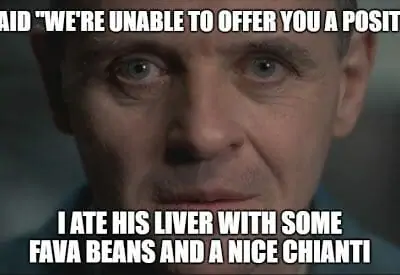 AID "WE'RE UNABLE TO OFFER YOU A POSIT
I ATE HIS LIVER WITH SOME
FAVA BEANS AND A NICE CHIANTI